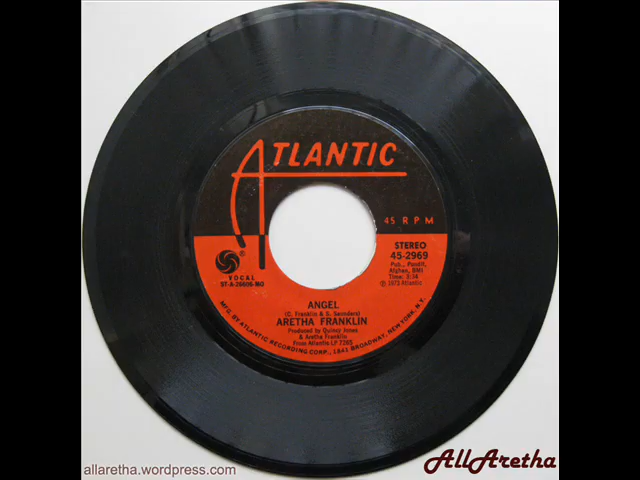 ATLANTIC
45 RPM
STEREO
45-2969
Pub., Pundit,
Afghan, BMI
Time: 3:34
℗ 1973 Atlantic
®
VOCAL
ST-A-28606-MO
ANGEL
(C. Franklin & S. Saunders)
ARETHA FRANKLIN
Produced by Quincy Jones
& Aretha Franklin
From Atlantic LP 7265
MFG. BY ATLANTIC RECORDING CORP., 1841 BROADWAY, NEW YORK, N.Y.
allaretha.wordpress.com
AllAretha